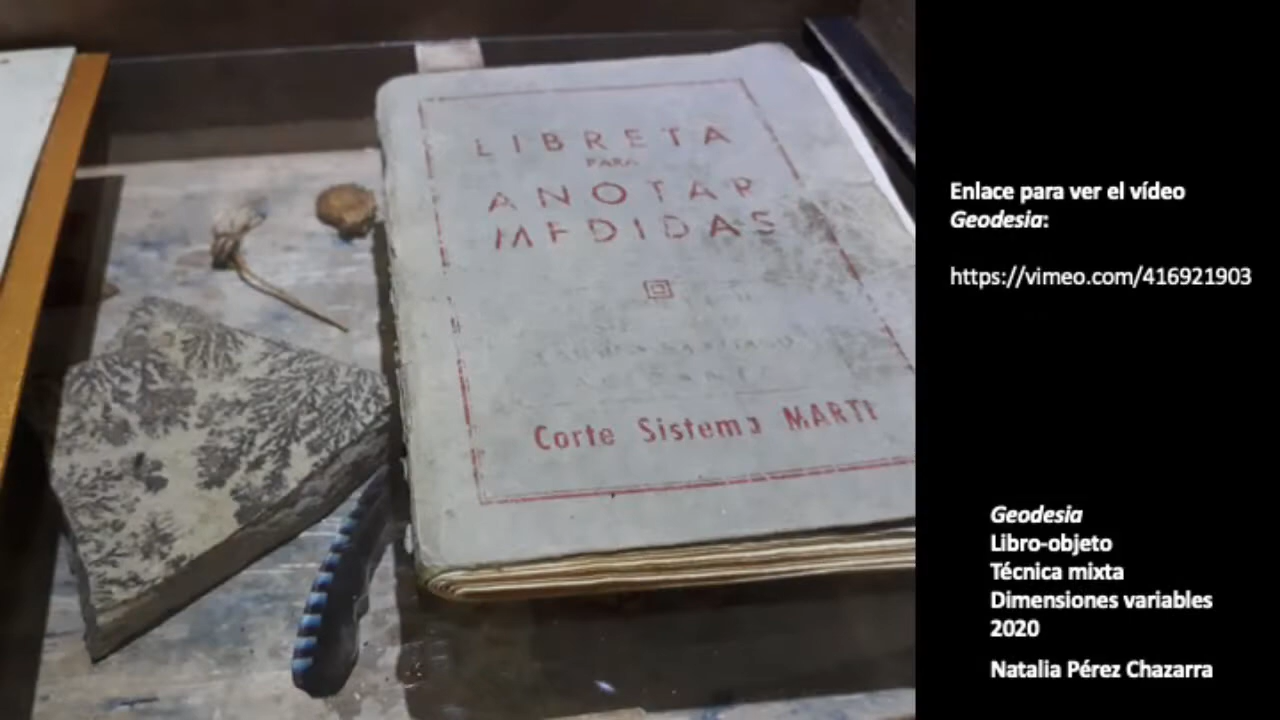 LIBRETA
PARA
ANOTAR
MEDIDAS
Corte Sistema MARTI
Enlace para ver el vídeo
Geodesia:
https://vimeo.com/416921903
Geodesia
Libro-objeto
Técnica mixta
Dimensiones variables
2020
Natalia Pérez Chazarra